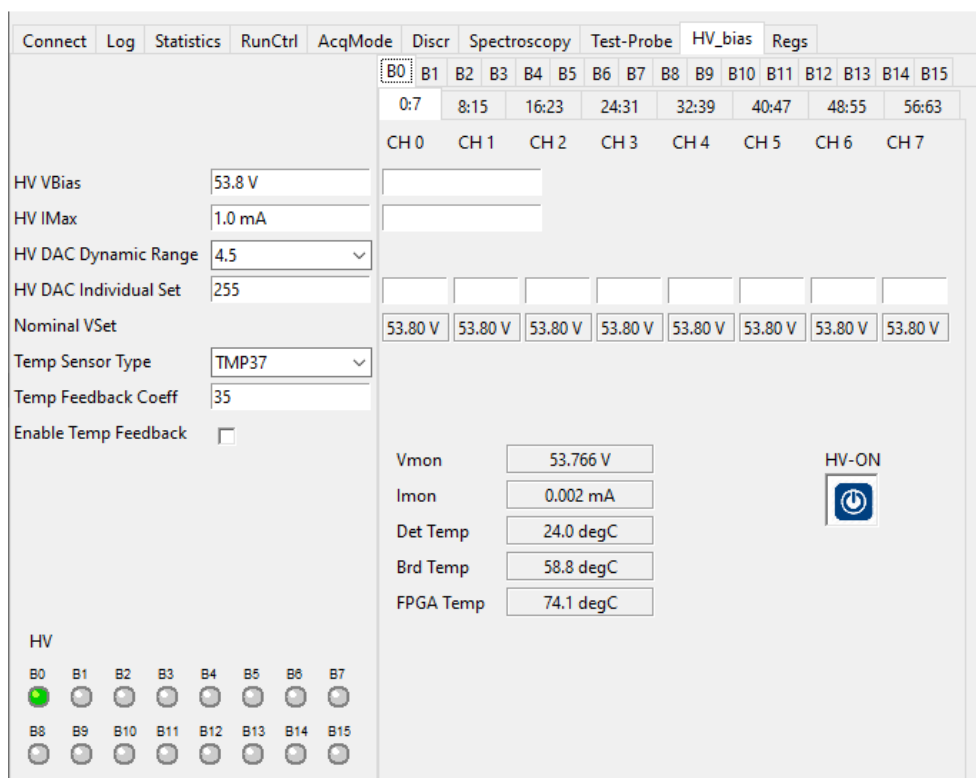 Connect Log Statistics RunCtrl AcqMode Discr Spectroscopy Test-Probe HV_bias Regs
B0 B1 B2 B3 B4 B5 B6 B7 B8 B9 B10 B11 B12 B13 B14 B15
0:7 8:15 16:23 24:31 32:39 40:47 48:55 56:63
CH 0 CH 1 CH 2 CH 3 CH 4 CH 5 CH 6 CH 7
HV VBias 53.8 V
HV IMax 1.0 mA
HV DAC Dynamic Range 4.5
HV DAC Individual Set 255
Nominal VSet 53.80 V 53.80 V 53.80 V 53.80 V 53.80 V 53.80 V 53.80 V 53.80 V
Temp Sensor Type TMP37
Temp Feedback Coeff 35
Enable Temp Feedback
Vmon 53.766 V HV-ON
Imon 0.002 mA
Det Temp 24.0 degC
Brd Temp 58.8 degC
FPGA Temp 74.1 degC
HV
B0 B1 B2 B3 B4 B5 B6 B7
B8 B9 B10 B11 B12 B13 B14 B15